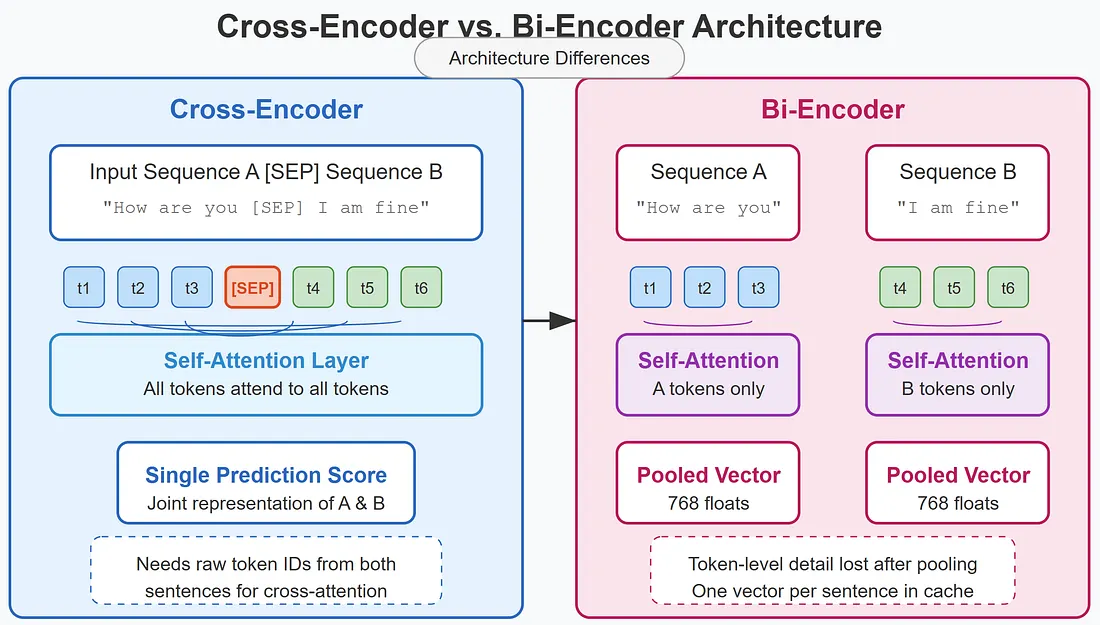 Cross-Encoder vs. Bi-Encoder Architecture
Architecture Differences
Cross-Encoder
Input Sequence A [SEP] Sequence B
"How are you [SEP] I am fine"
t1 t2 t3 [SEP] t4 t5 t6
Self-Attention Layer
All tokens attend to all tokens
Single Prediction Score
Joint representation of A & B
Needs raw token IDs from both
sentences for cross-attention
Bi-Encoder
Sequence A
"How are you"
t1 t2 t3
Self-Attention
A tokens only
Pooled Vector
768 floats
Sequence B
"I am fine"
t4 t5 t6
Self-Attention
B tokens only
Pooled Vector
768 floats
Token-level detail lost after pooling
One vector per sentence in cache